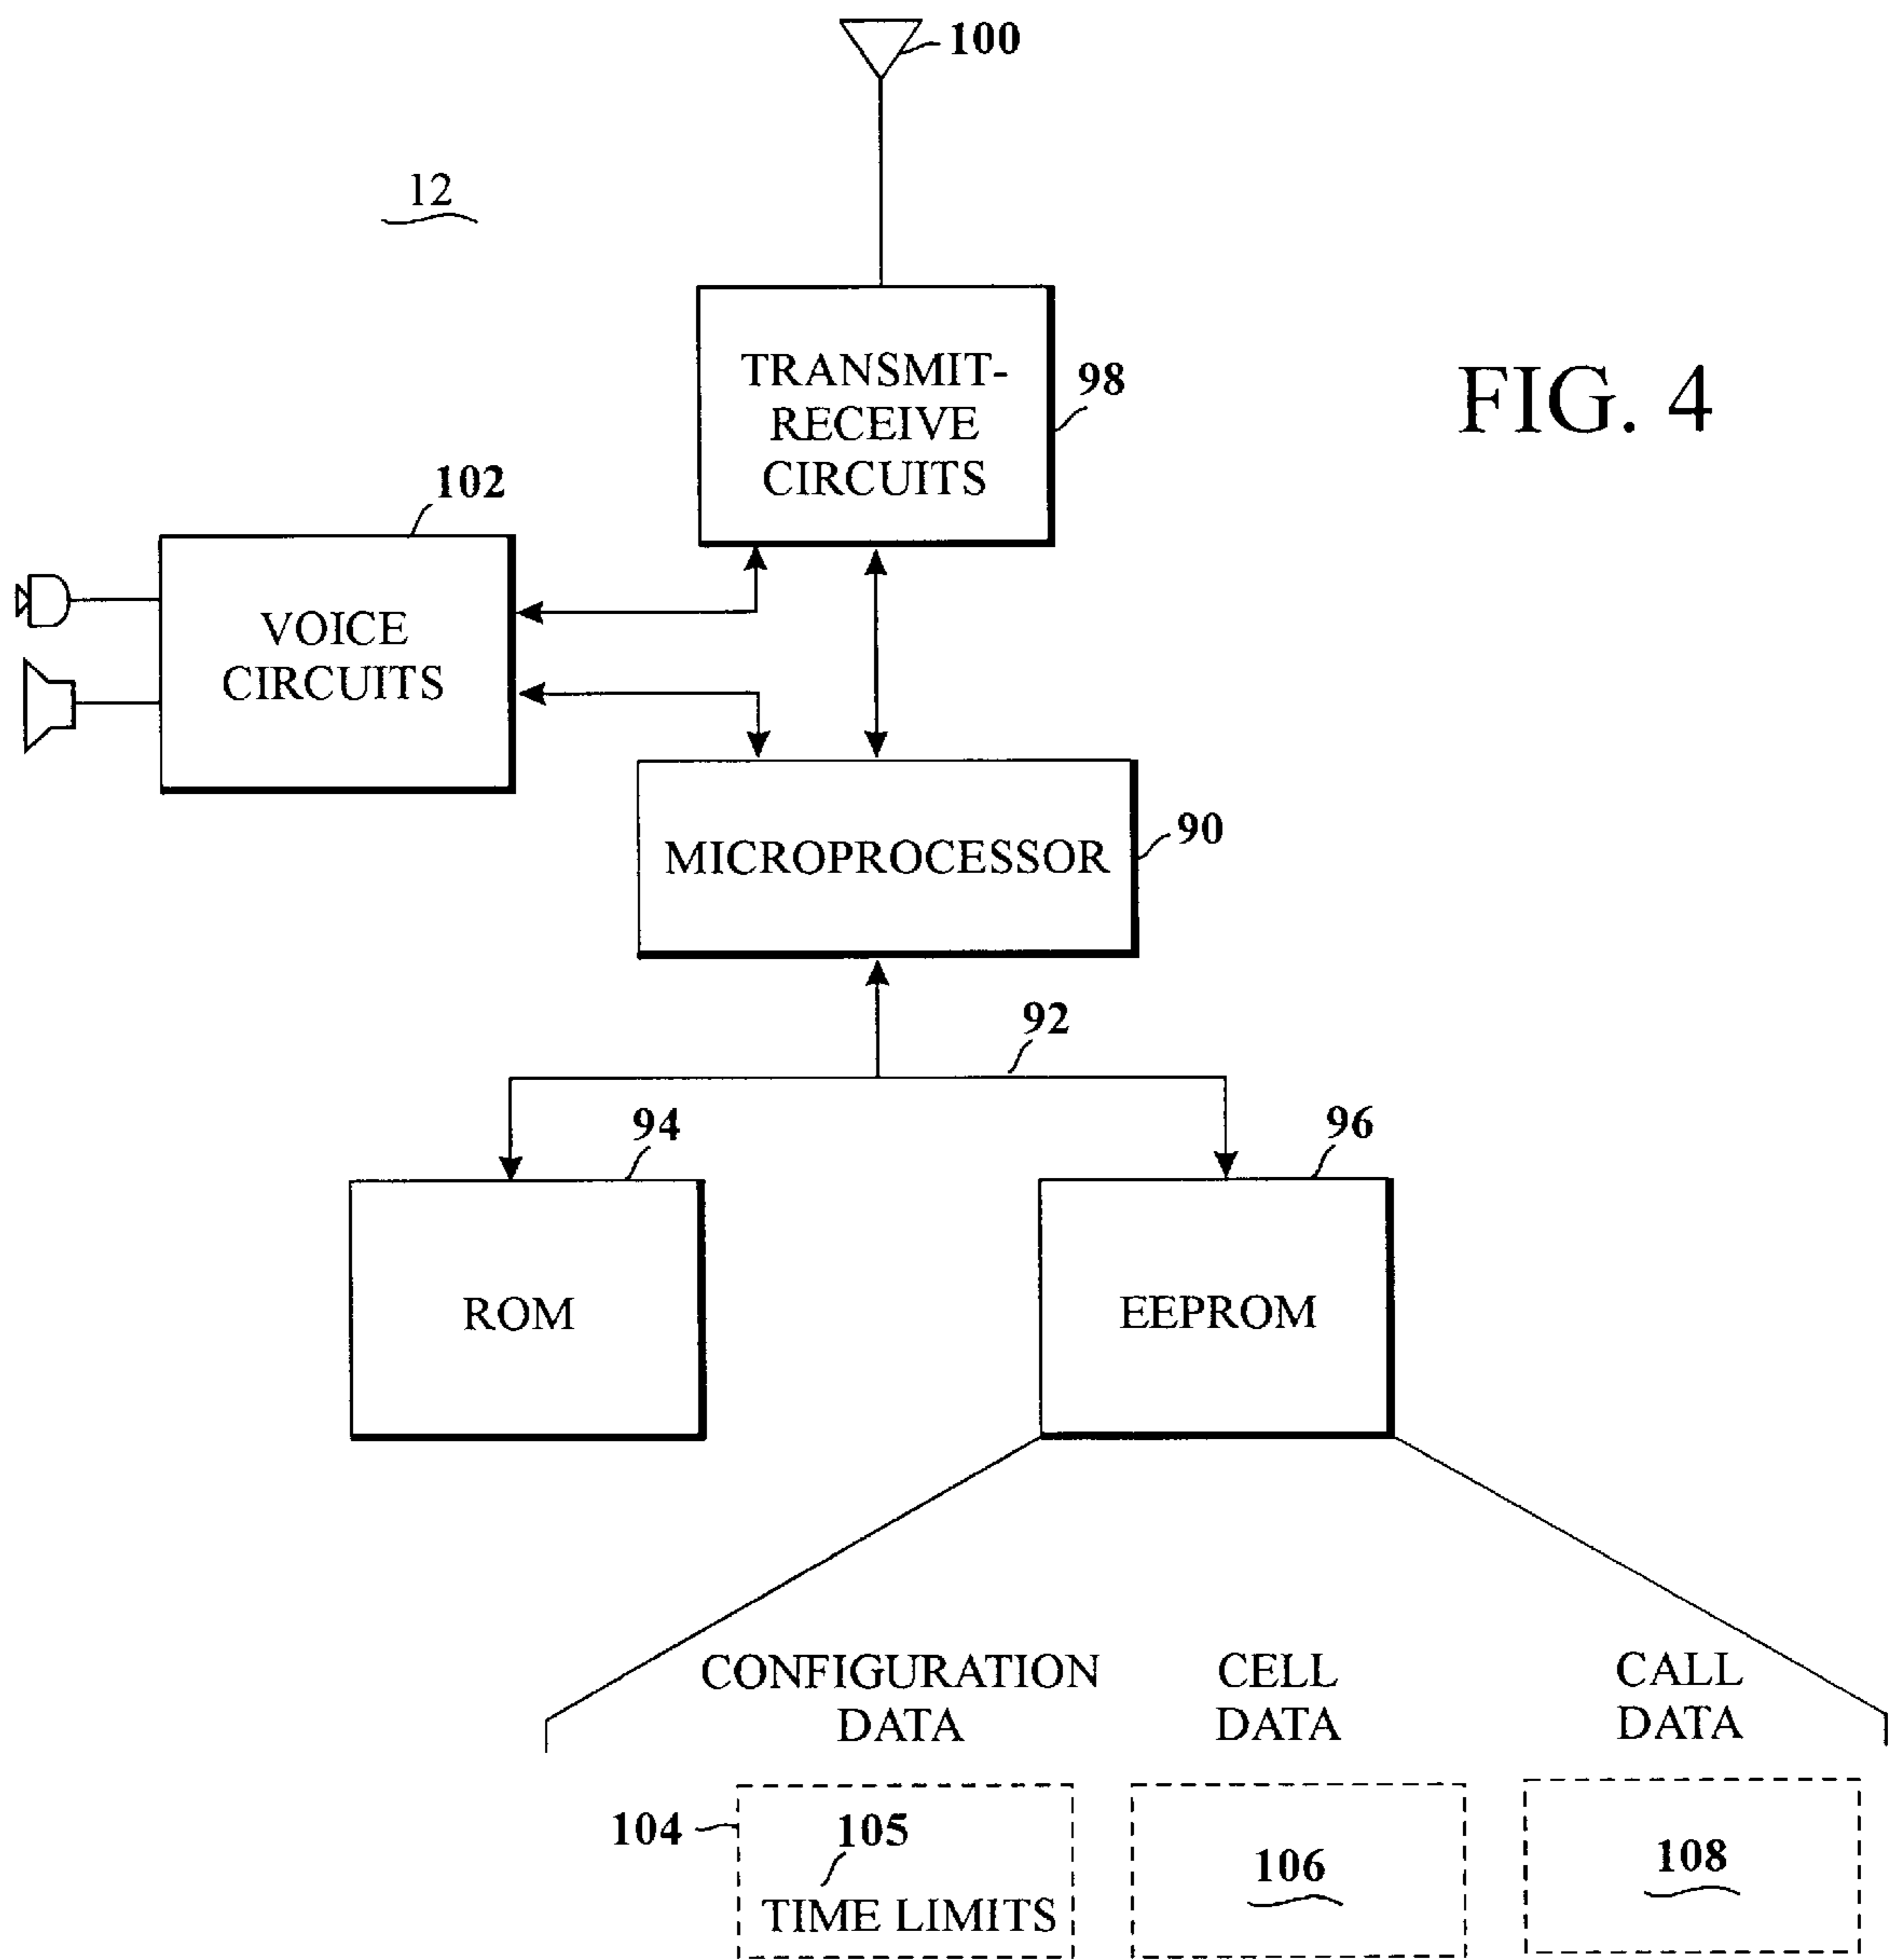 100
12
TRANSMIT-
RECEIVE
CIRCUITS
98
FIG. 4
102
VOICE
CIRCUITS
MICROPROCESSOR
90
92
94
96
ROM
EEPROM
CONFIGURATION
DATA
CELL
DATA
CALL
DATA
104
105
TIME LIMITS
106
108